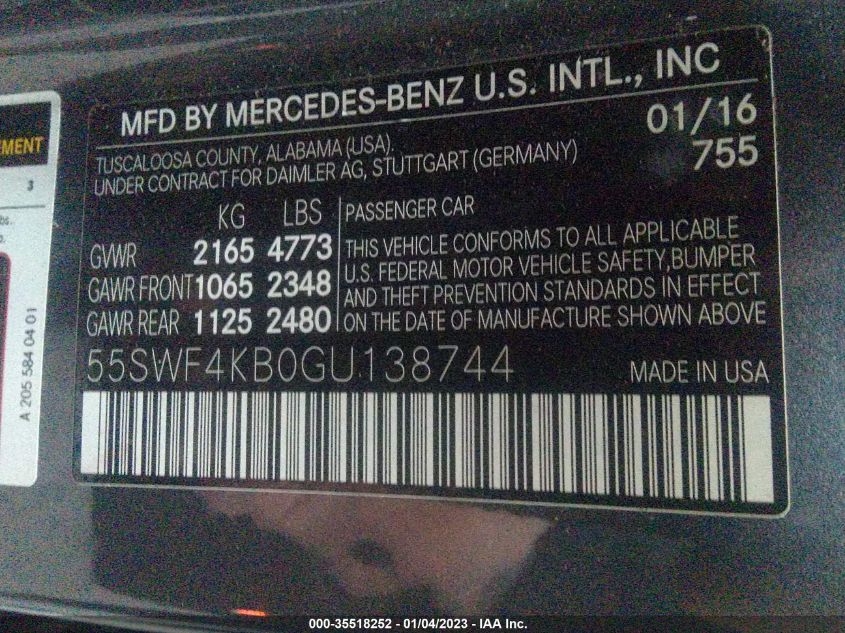 MFD BY MERCEDES-BENZ U.S. INTL., INC
01/16
TUSCALOOSA COUNTY, ALABAMA (USA).
UNDER CONTRACT FOR DAIMLER AG, STUTTGART (GERMANY)
755
KG LBS
PASSENGER CAR
GVWR 2165 4773
GAWR FRONT 1065 2348
GAWR REAR 1125 2480
THIS VEHICLE CONFORMS TO ALL APPLICABLE
U.S. FEDERAL MOTOR VEHICLE SAFETY,BUMPER
AND THEFT PREVENTION STANDARDS IN EFFECT
ON THE DATE OF MANUFACTURE SHOWN ABOVE
55SWF4KB0GU138744
MADE IN USA
3
A 205 584 04 01
000-35518252 - 01/04/2023 - IAA Inc.